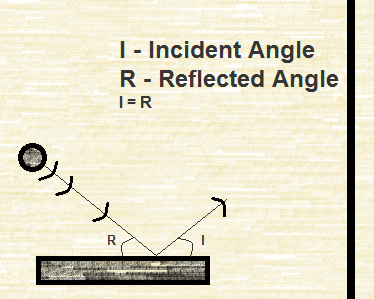 I - Incident Angle
R - Reflected Angle
I = R
R I